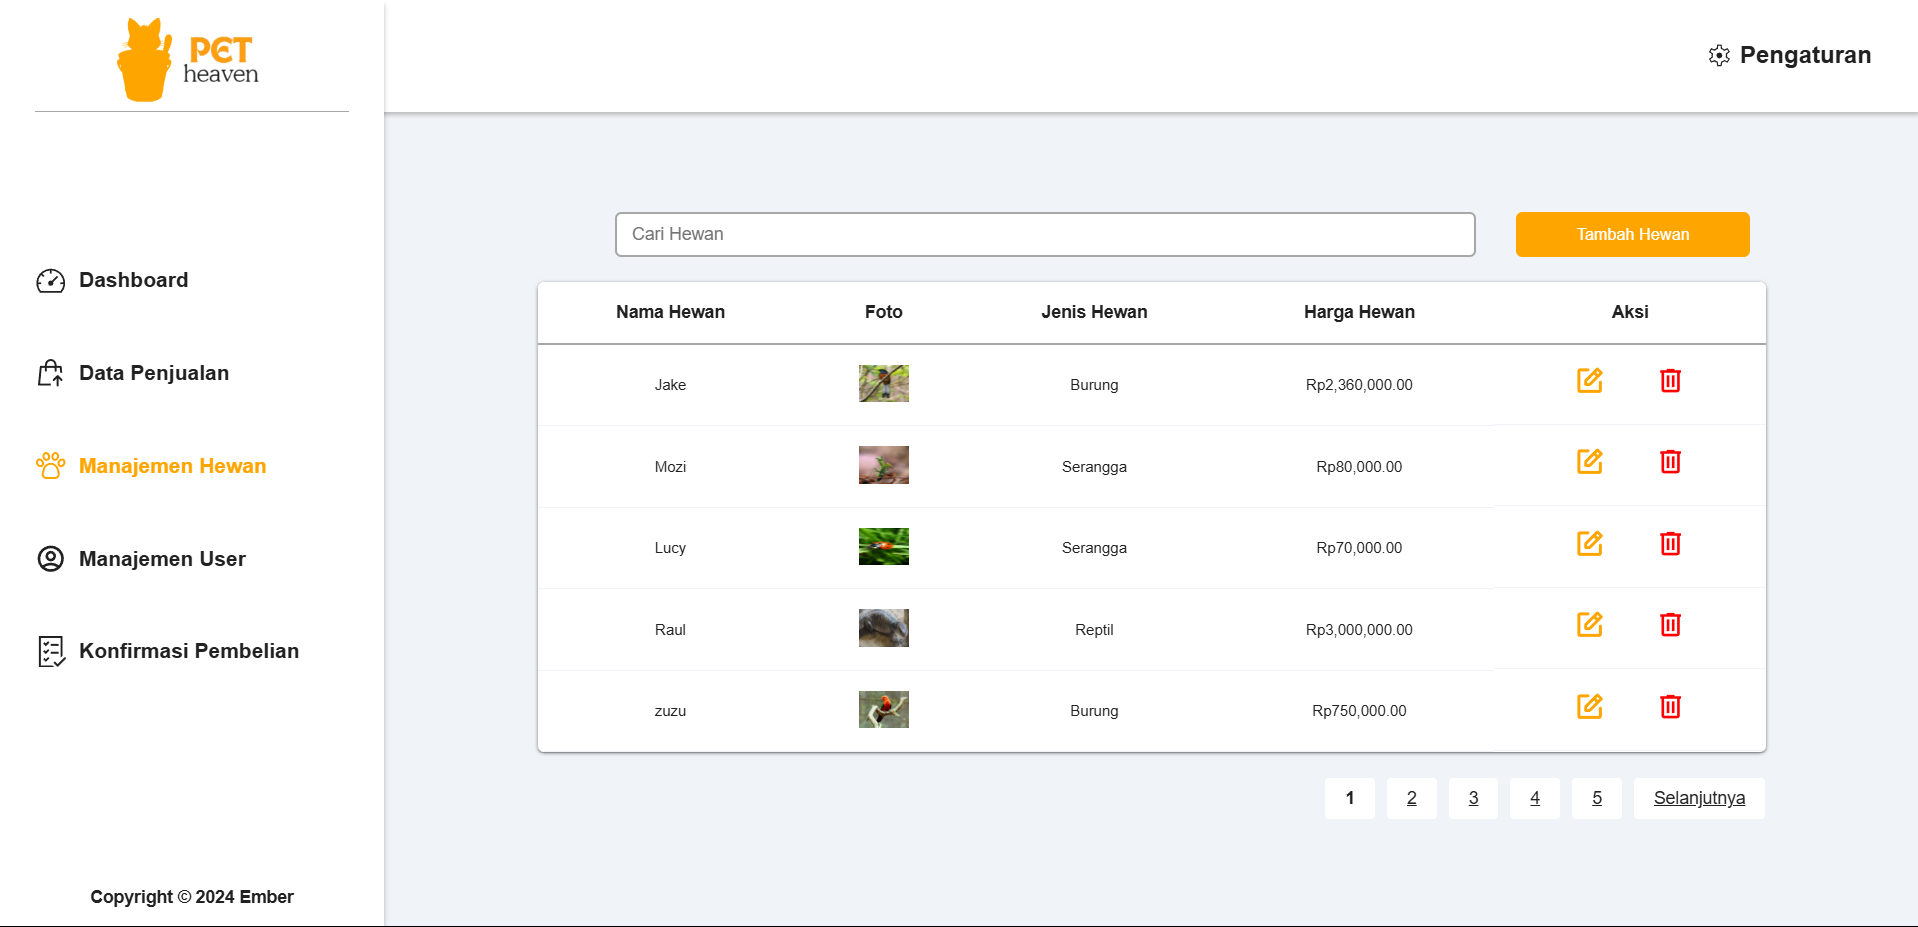 PET
heaven
Pengaturan
Dashboard
Data Penjualan
Manajemen Hewan
Manajemen User
Konfirmasi Pembelian
Copyright © 2024 Ember
Cari Hewan
Tambah Hewan
Nama Hewan Foto Jenis Hewan Harga Hewan Aksi
Jake Burung Rp2,360,000.00
Mozi Serangga Rp80,000.00
Lucy Serangga Rp70,000.00
Raul Reptil Rp3,000,000.00
zuzu Burung Rp750,000.00
1 2 3 4 5 Selanjutnya